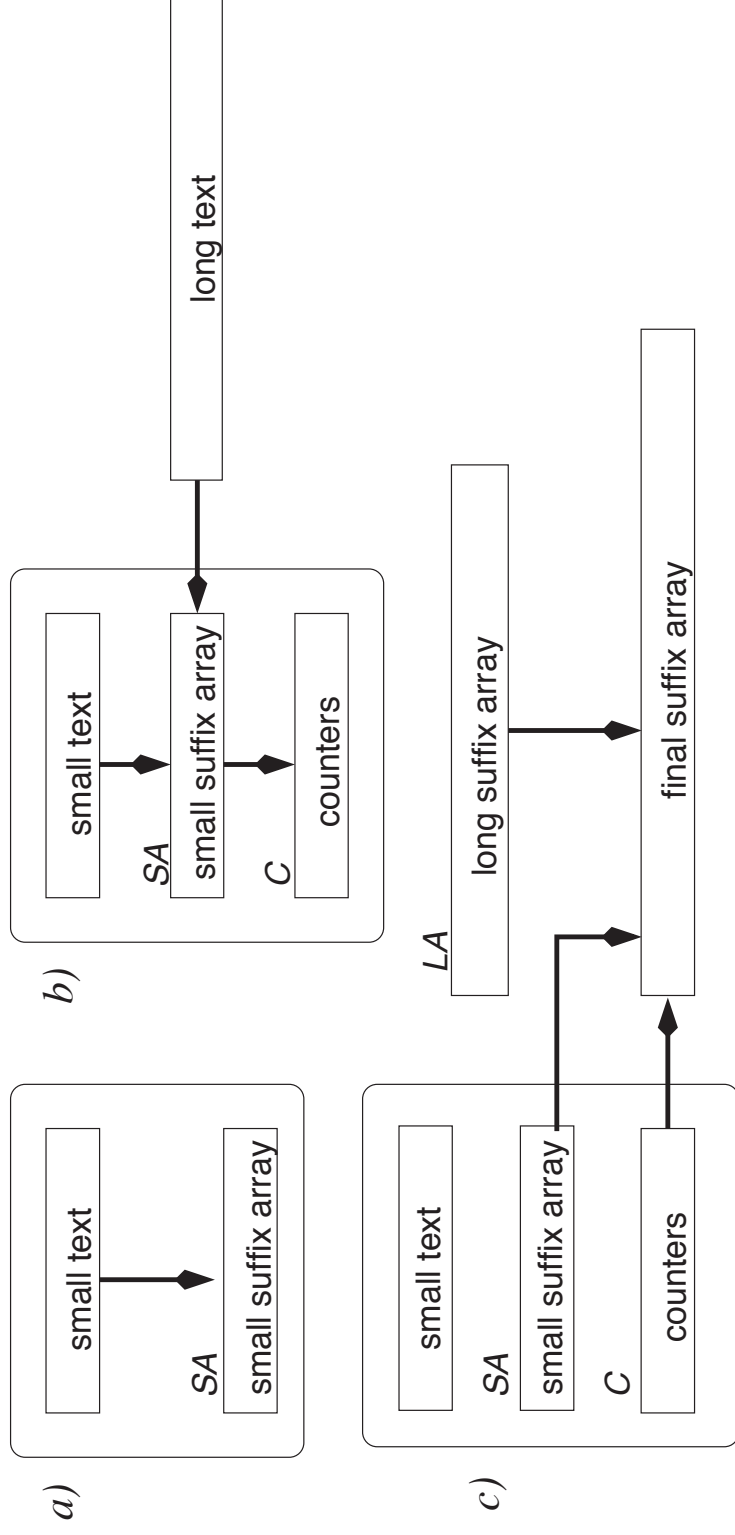 a)
small text
SA
small suffix array
b)
small text
SA
small suffix array
C
counters
long text
c)
small text
SA
small suffix array
C
counters
LA
long suffix array
final suffix array